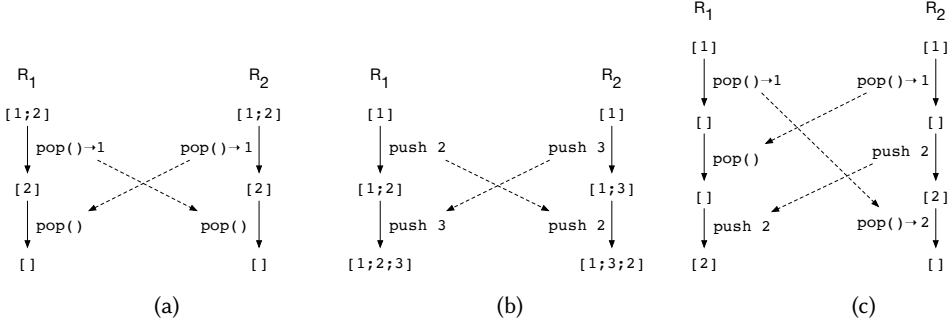 R1 R2
[1;2] [1;2]
pop()→1 pop()→1
[2] [2]
pop() pop()
[] []
(a)
R1 R2
[1] [1]
push 2 push 3
[1;2] [1;3]
push 3 push 2
[1;2;3] [1;3;2]
(b)
R1 R2
[1] [1]
pop()→1 pop()→1
[] []
pop() push 2
[] [2]
push 2 pop()→2
[2] []
(c)